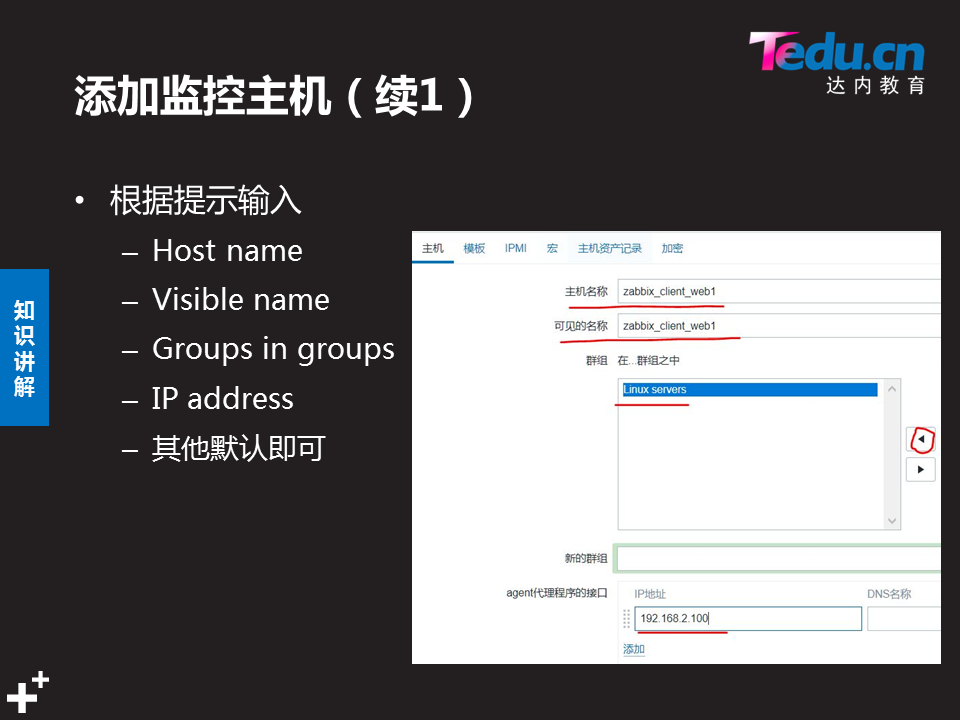 Tedu.cn
达内教育
添加监控主机（续1）
• 根据提示输入
– Host name
– Visible name
– Groups in groups
– IP address
– 其他默认即可
知识讲解
主机 模板 IPMI 宏 主机资产记录 加密
主机名称 zabbix_client_web1
可见的名称 zabbix_client_web1
群组 在...群组之中
Linux servers
新的群组
agent代理程序的接口 IP地址 DNS名称
192.168.2.100
添加